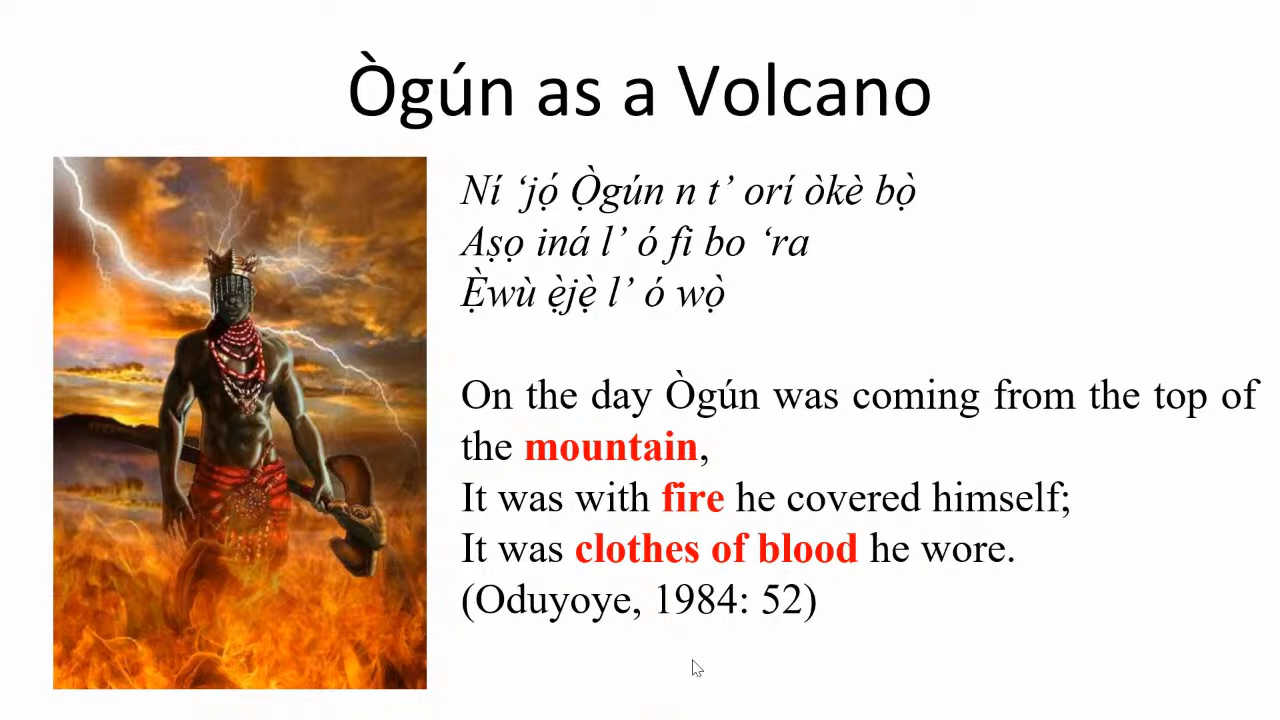 Ògún as a Volcano
Ní ‘jọ́ Ọ̀gún n t’ orí òkè bọ̀
Aṣọ iná l’ ó fi bo ‘ra
Ẹ̀wù ẹ̀jẹ̀ l’ ó wọ̀
On the day Ògún was coming from the top of
the mountain,
It was with fire he covered himself;
It was clothes of blood he wore.
(Oduyoye, 1984: 52)